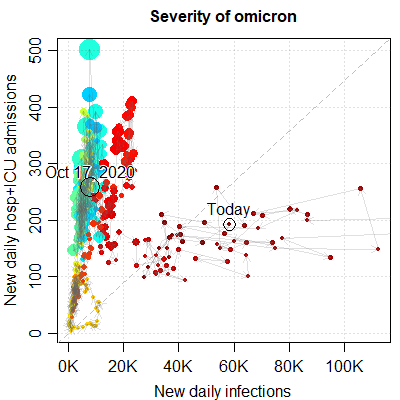 Severity of omicron
New daily hosp+ICU admissions
500
400
300
200
100
0
Oct 17, 2020
Today
0K 20K 40K 60K 80K 100K
New daily infections